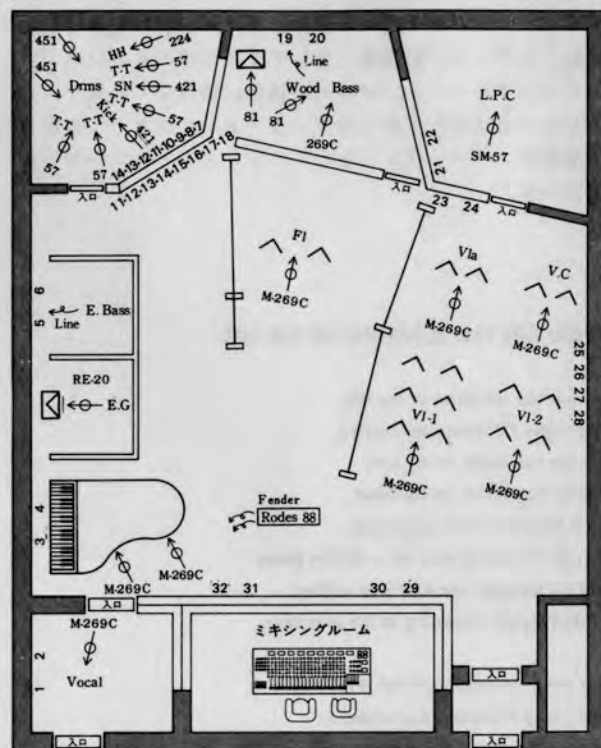 451
HH
224
19 20
451
T-T
57
Line
Drms
SN
421
Wood Bass
L.P.C
T-T
57
81
81
Kick
421
T-T
T-T
57
57
269C
SM-57
14-13-12-11-10-9-8-7
11-12-13-14-15-16-17-18
21 22
入口
入口
入口
23
24
Fl
M-269C
Vla
V.C
M-269C
M-269C
5 6
E. Bass
Line
25
26
27
28
RE-20
E.G
Vl-1
Vl-2
M-269C
M-269C
3 4
Fender
Rodes 88
M-269C
M-269C
32 31
30 29
入口
M-269C
ミキシングルーム
1 2
Vocal
入口
入口
入口